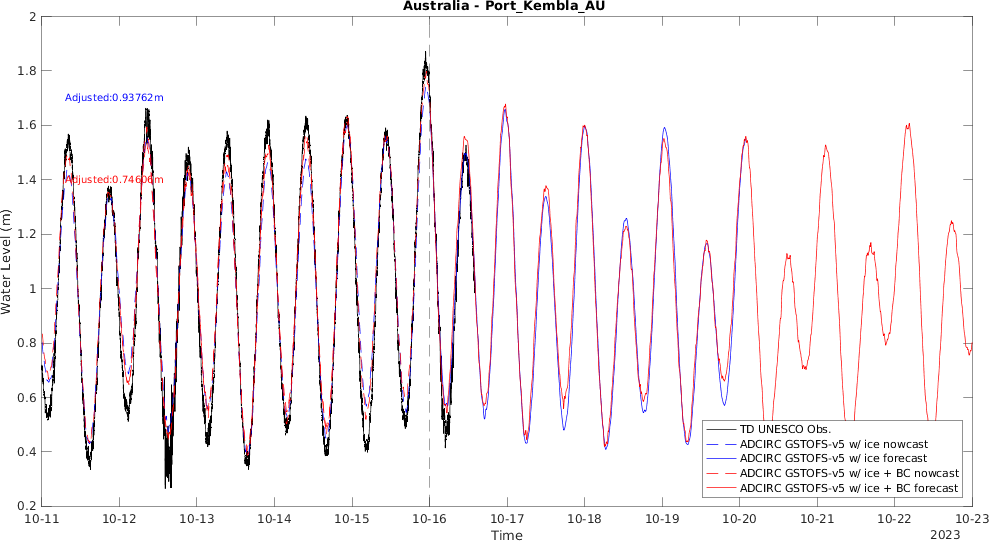 Australia - Port_Kembla_AU
2
1.8
1.6
1.4
1.2
1
0.8
0.6
0.4
0.2
Water Level (m)
Adjusted:0.93762m
Adjusted:0.74606m
TD UNESCO Obs.
ADCIRC GSTOFS-v5 w/ ice nowcast
ADCIRC GSTOFS-v5 w/ ice forecast
ADCIRC GSTOFS-v5 w/ ice + BC nowcast
ADCIRC GSTOFS-v5 w/ ice + BC forecast
10-11 10-12 10-13 10-14 10-15 10-16 10-17 10-18 10-19 10-20 10-21 10-22 10-23
Time
2023